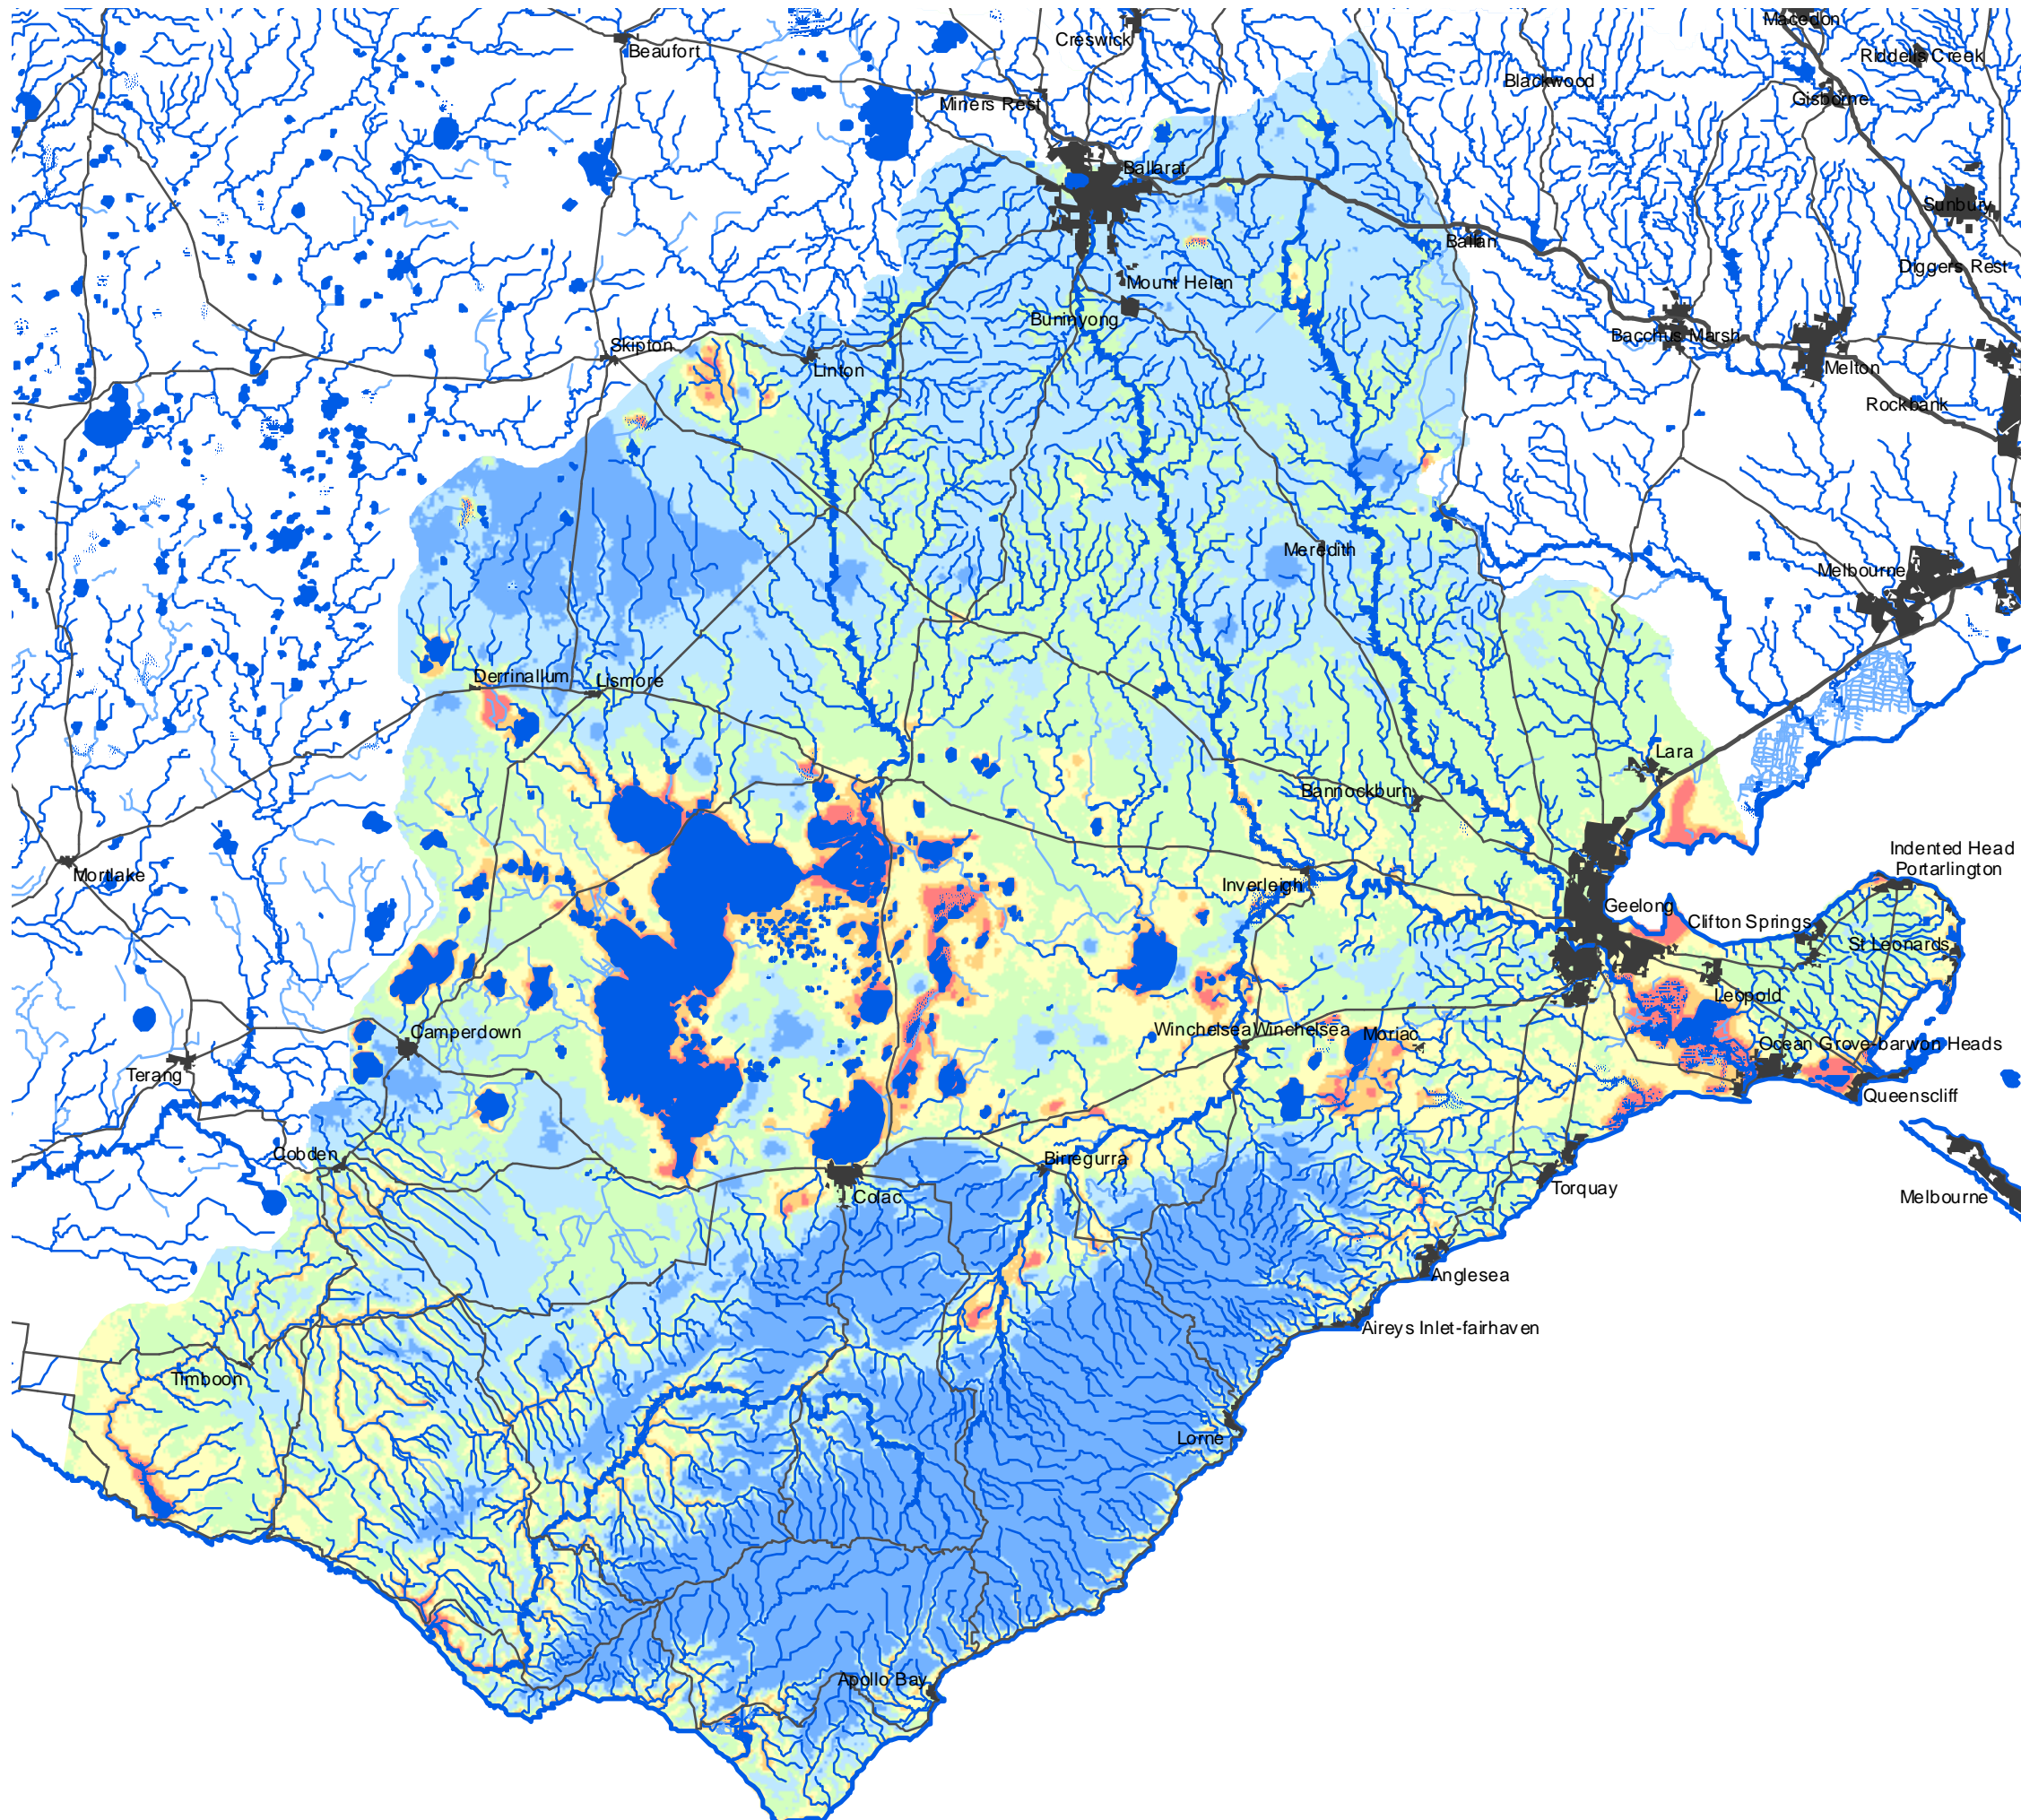 Macedon
Creswick
Beaufort
Riddells Creek
Blackwood
Gisborne
Miners Rest
Ballarat
Sunbury
Ballan
Diggers Rest
Mount Helen
Buninyong
Bacchus Marsh
Skipton
Linton
Melton
Rockbank
Meredith
Melbourne
Derrinallum
Lismore
Lara
Bannockburn
Indented Head
Portarlington
Mortlake
Inverleigh
Geelong
Clifton Springs
St Leonards
Leopold
Camperdown
Winchelsea
Winchelsea
Moriac
Ocean Grove-barwon Heads
Terang
Queenscliff
Cobden
Birregurra
Torquay
Colac
Melbourne
Anglesea
Aireys Inlet-fairhaven
Timboon
Lorne
Apollo Bay